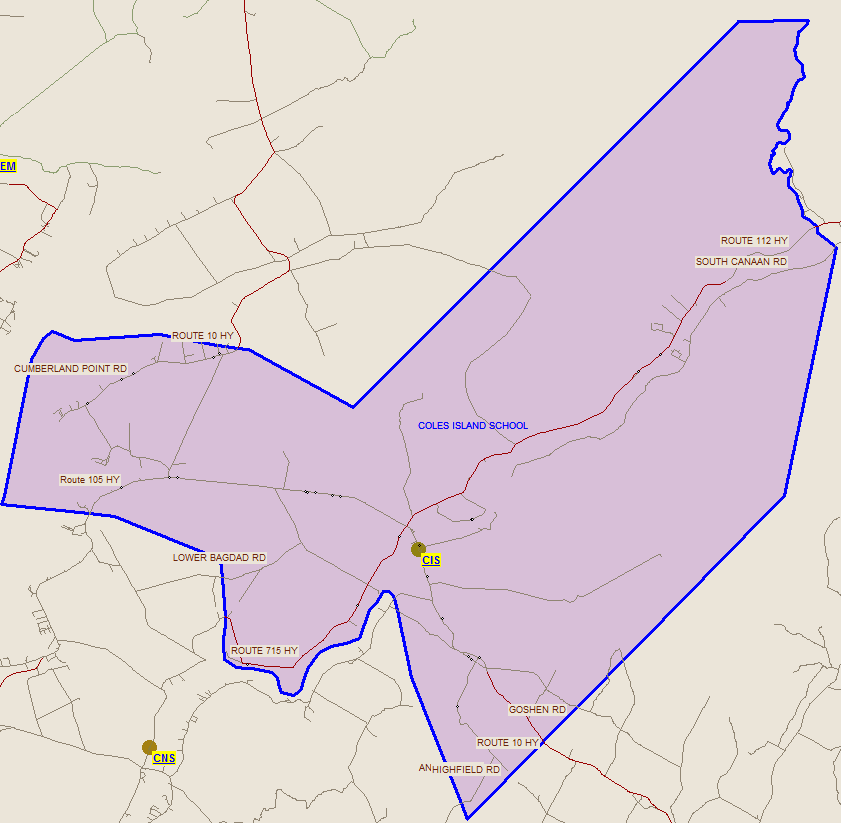 EM
ROUTE 112 HY
SOUTH CANAAN RD
ROUTE 10 HY
CUMBERLAND POINT RD
COLES ISLAND SCHOOL
Route 105 HY
LOWER BAGDAD RD
CIS
ROUTE 715 HY
GOSHEN RD
ROUTE 10 HY
CNS
AN HIGHFIELD RD